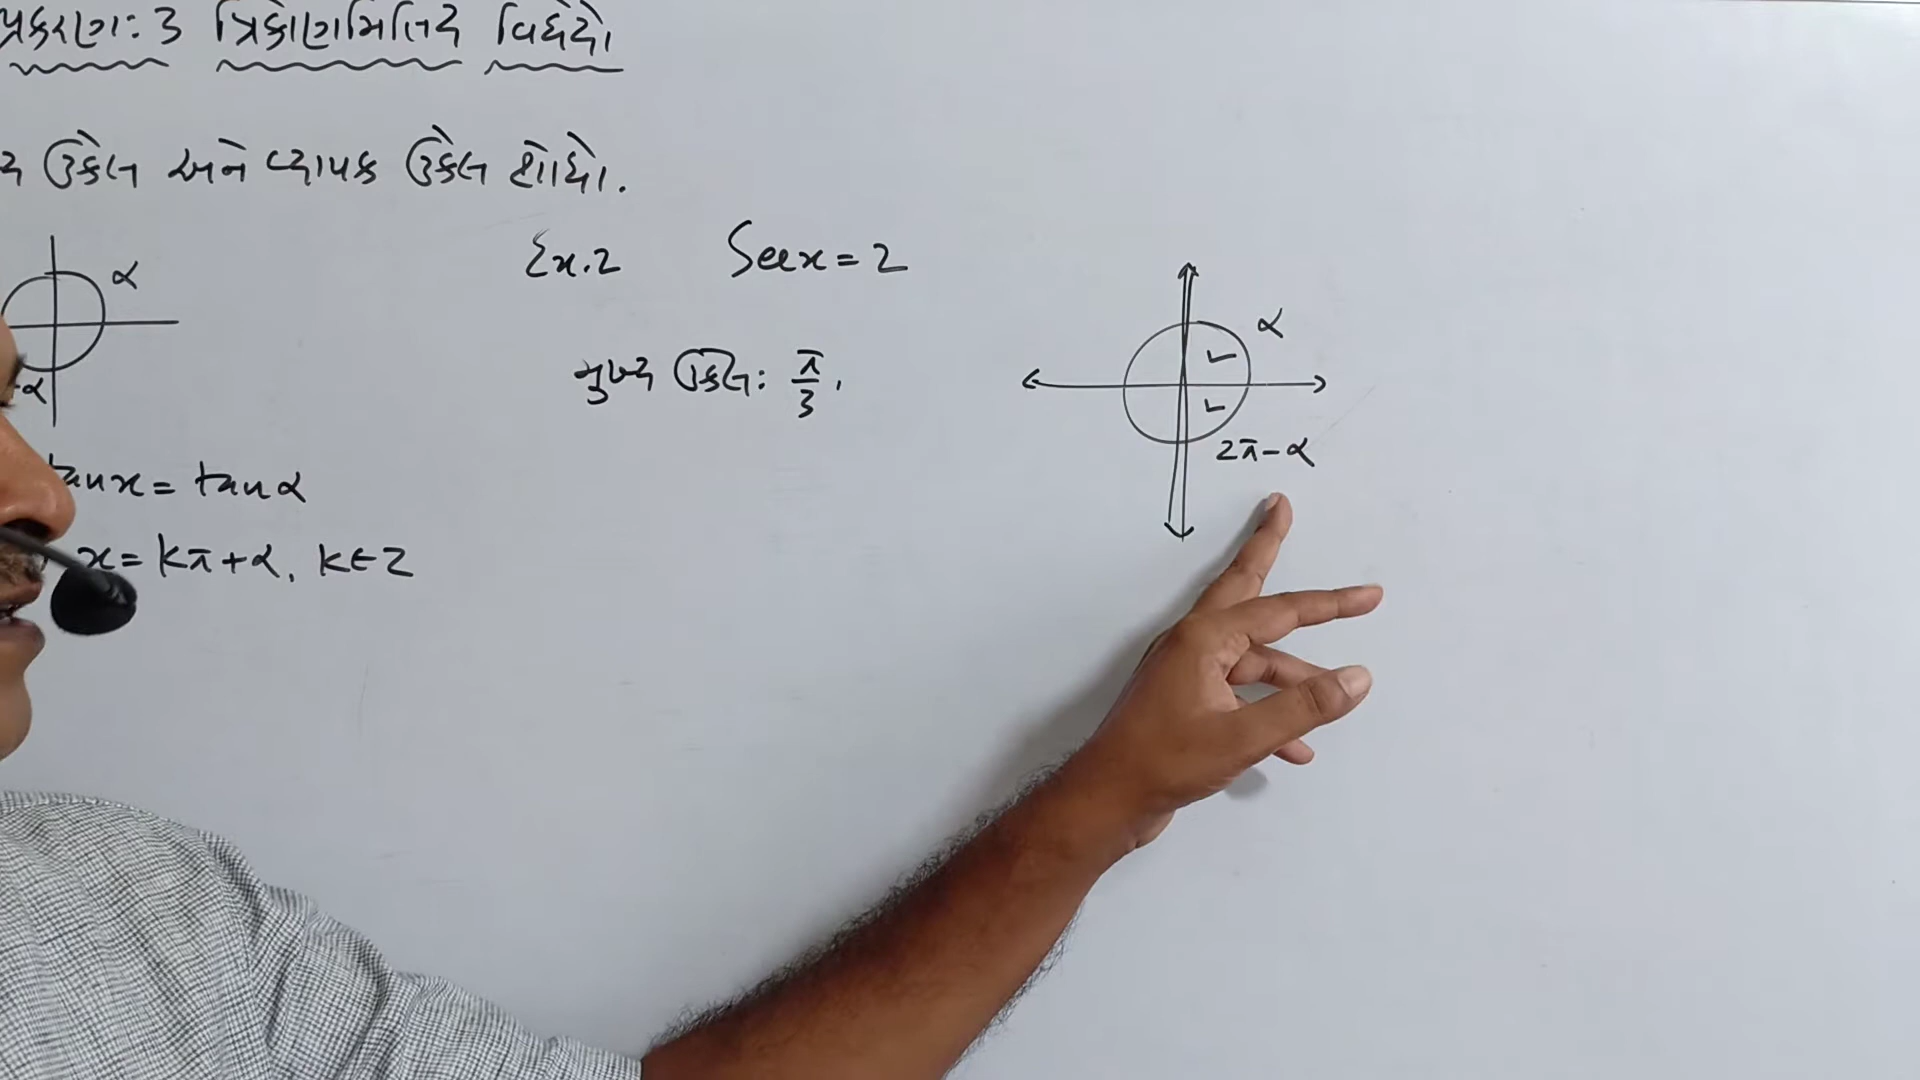 પ્રકરણ: 3 ત્રિકોણમિતિય વિધેયો
ય ઉકેલ અને વ્યાપક ઉકેલ શોધો.
α
-α
tanx = tanα
x = kπ+α, k∈Z
Ex.2 Secx = 2
મુખ્ય ઉકેલ: π/3,
α
2π-α